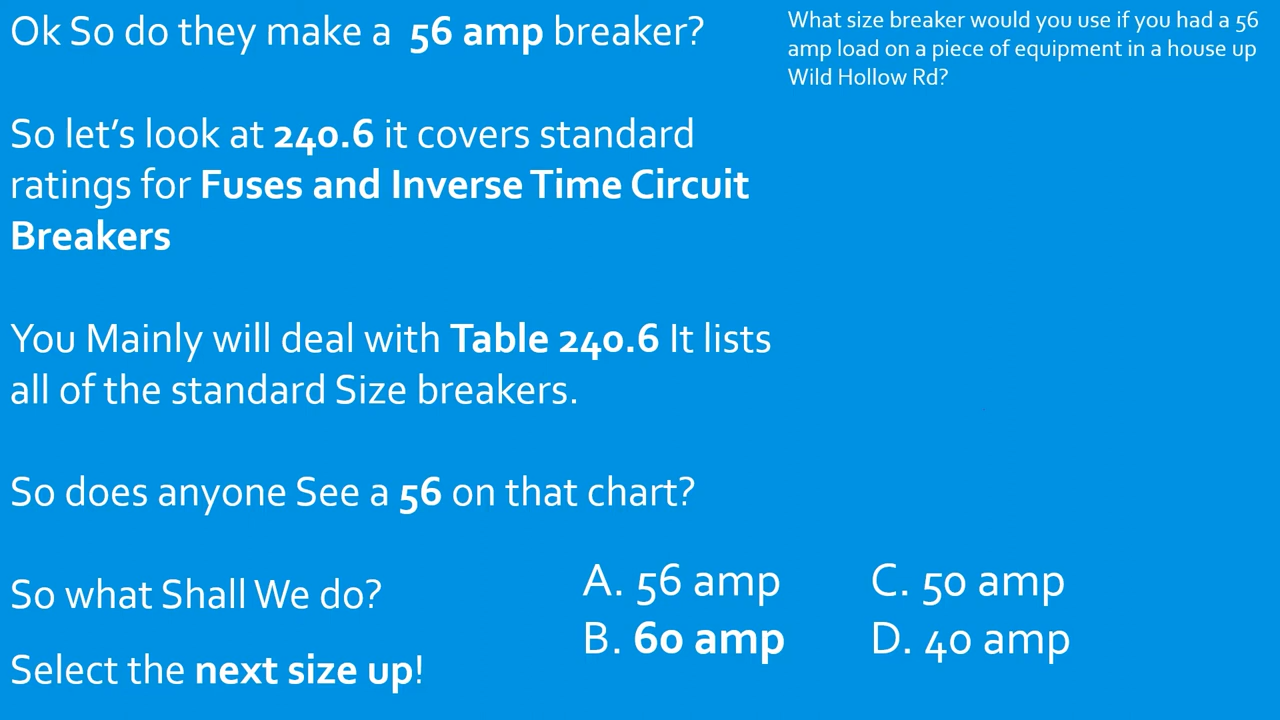 Ok So do they make a 56 amp breaker?
So let's look at 240.6 it covers standard
ratings for Fuses and Inverse Time Circuit
Breakers
You Mainly will deal with Table 240.6 It lists
all of the standard Size breakers.
So does anyone See a 56 on that chart?
So what Shall We do?
Select the next size up!
What size breaker would you use if you had a 56
amp load on a piece of equipment in a house up
Wild Hollow Rd?
A. 56 amp
B. 60 amp
C. 50 amp
D. 40 amp